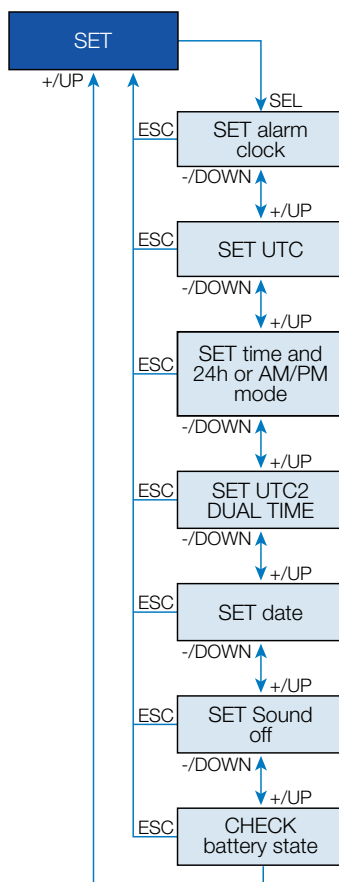 SET
+/UP
SEL
ESC
SET alarm
clock
-/DOWN
+/UP
ESC
SET UTC
-/DOWN
+/UP
ESC
SET time and
24h or AM/PM
mode
-/DOWN
+/UP
ESC
SET UTC2
DUAL TIME
-/DOWN
+/UP
ESC
SET date
-/DOWN
+/UP
ESC
SET Sound
off
-/DOWN
+/UP
ESC
CHECK
battery state